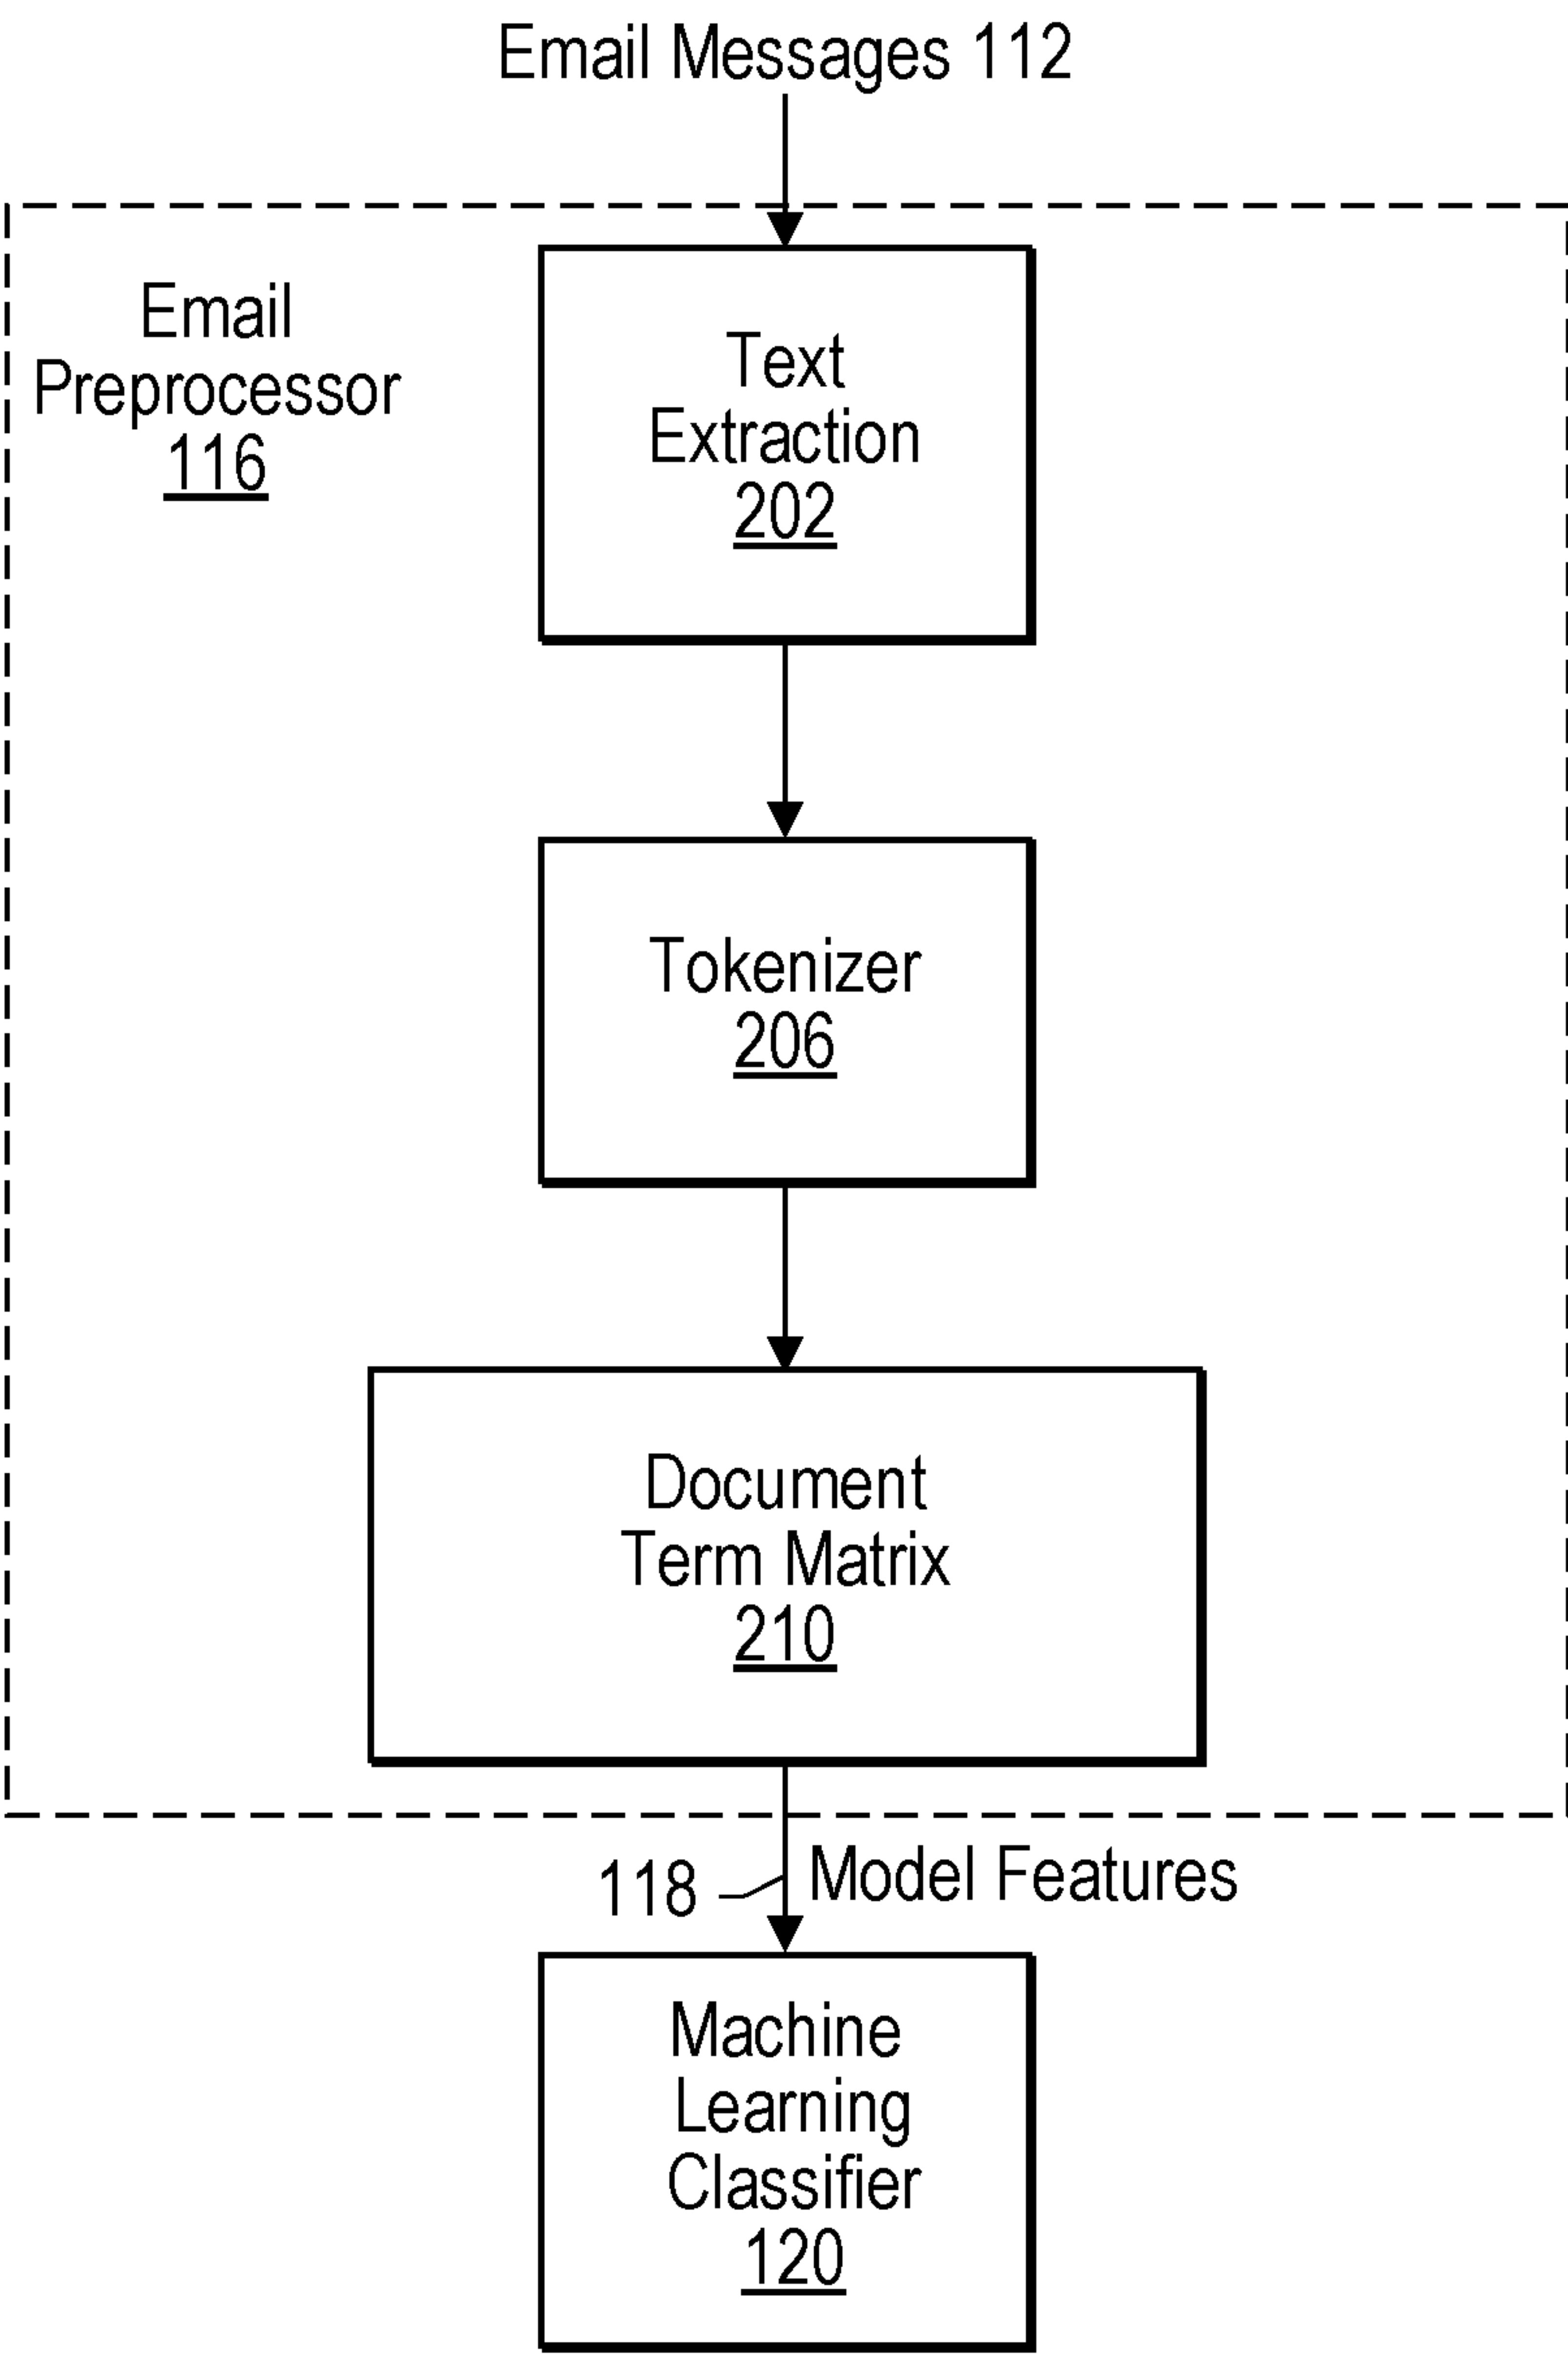 Email Messages 112
Email
Preprocessor
116
Text
Extraction
202
Tokenizer
206
Document
Term Matrix
210
118
Model Features
Machine
Learning
Classifier
120